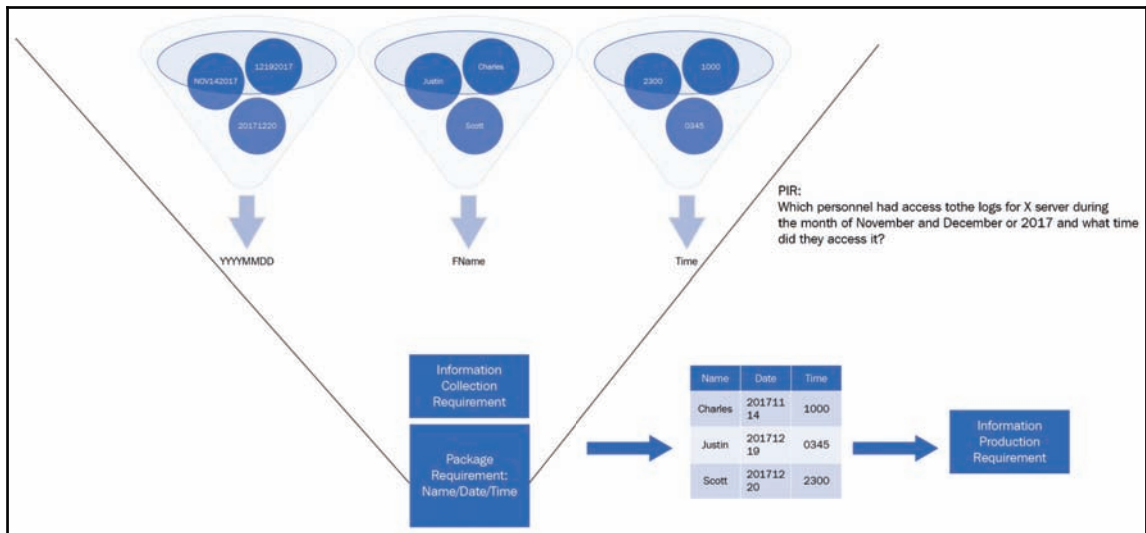 12192017
NOV142017
20171220
Charles
Justin
Scott
1000
2300
0345
YYYYMMDD
FName
Time
PIR:
Which personnel had access tothe logs for X server during
the month of November and December or 2017 and what time
did they access it?
Information
Collection
Requirement
Package
Requirement:
Name/Date/Time
Name Date Time
Charles 201711
14 1000
Justin 201712
19 0345
Scott 201712
20 2300
Information
Production
Requirement